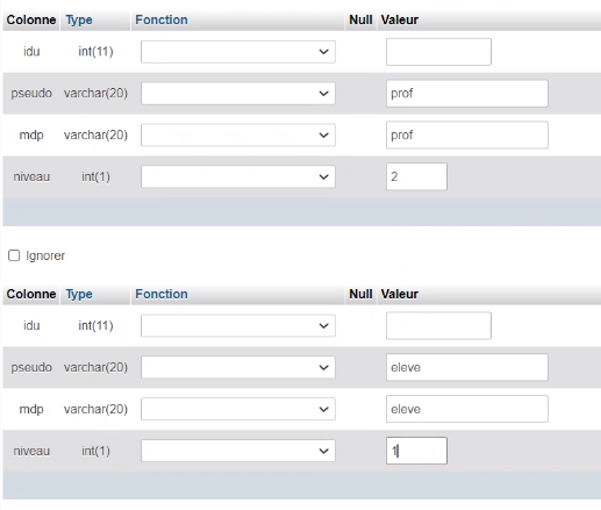 Colonne Type Fonction Null Valeur
idu int(11)
pseudo varchar(20) prof
mdp varchar(20) prof
niveau int(1) 2
Ignorer
Colonne Type Fonction Null Valeur
idu int(11)
pseudo varchar(20) eleve
mdp varchar(20) eleve
niveau int(1) 1